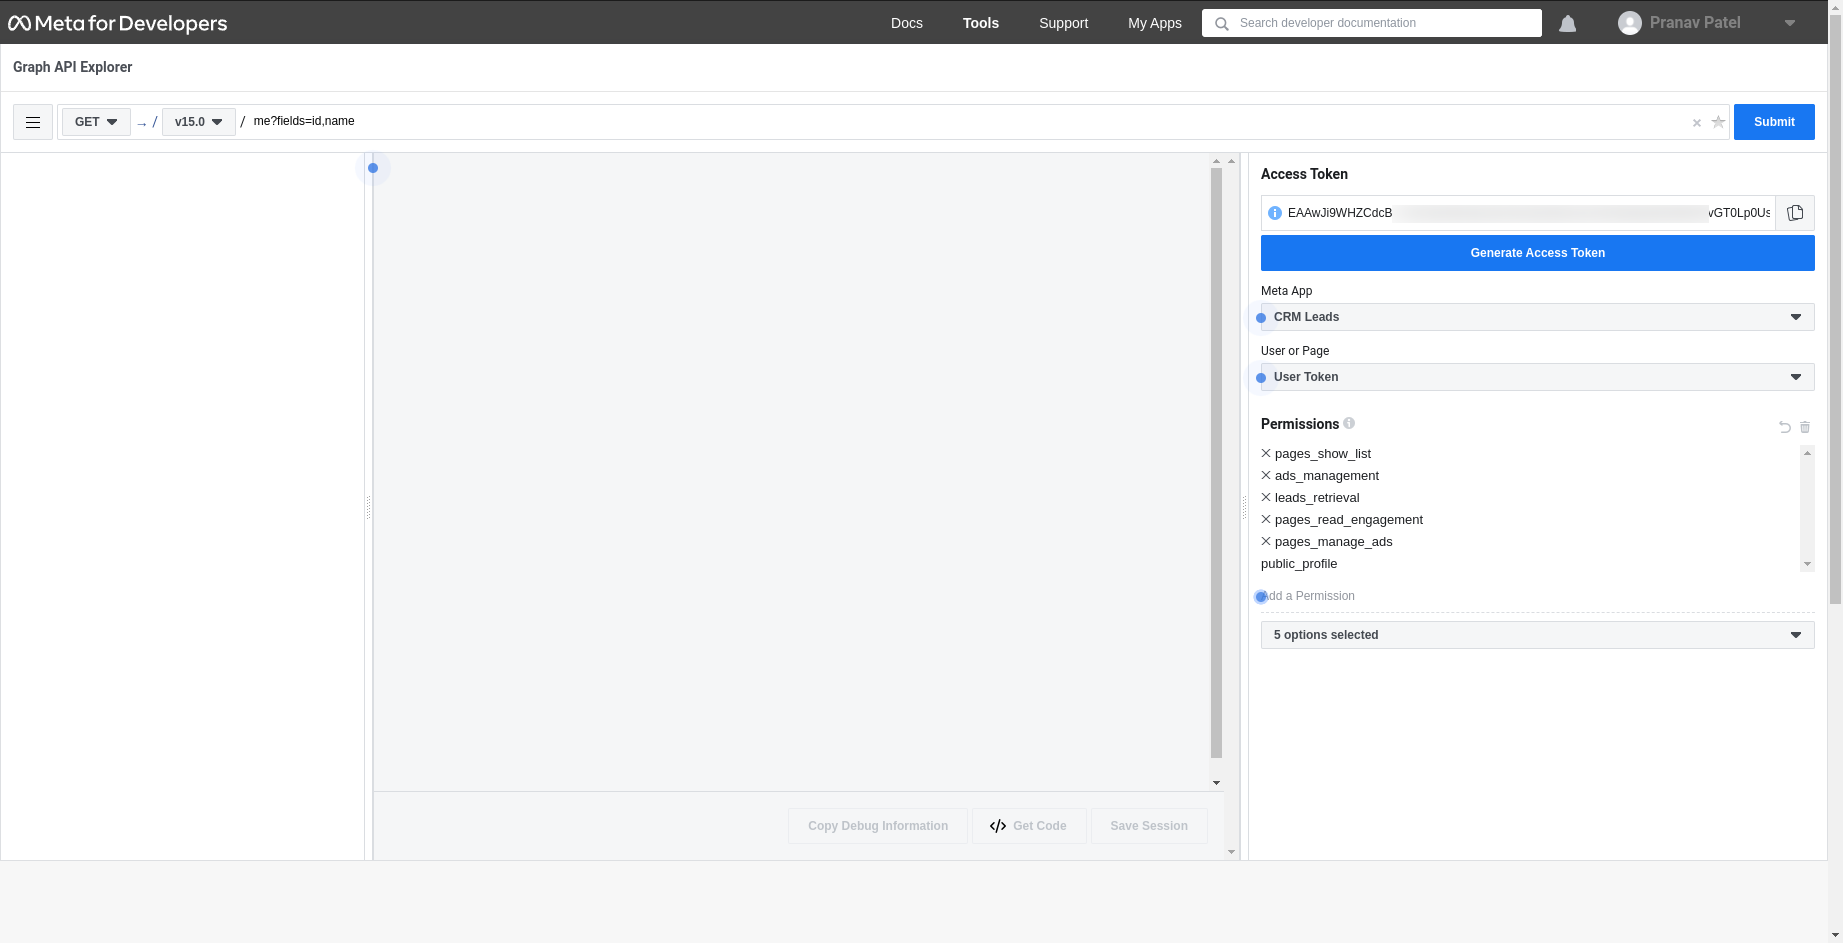 Meta for Developers
Docs Tools Support My Apps Search developer documentation Pranav Patel
Graph API Explorer
GET → / v15.0 / me?fields=id,name Submit
Access Token
EAAwJi9WHZCdcB vGT0Lp0Us
Generate Access Token
Meta App
CRM Leads
User or Page
User Token
Permissions
pages_show_list
ads_management
leads_retrieval
pages_read_engagement
pages_manage_ads
public_profile
Add a Permission
5 options selected
Copy Debug Information </> Get Code Save Session